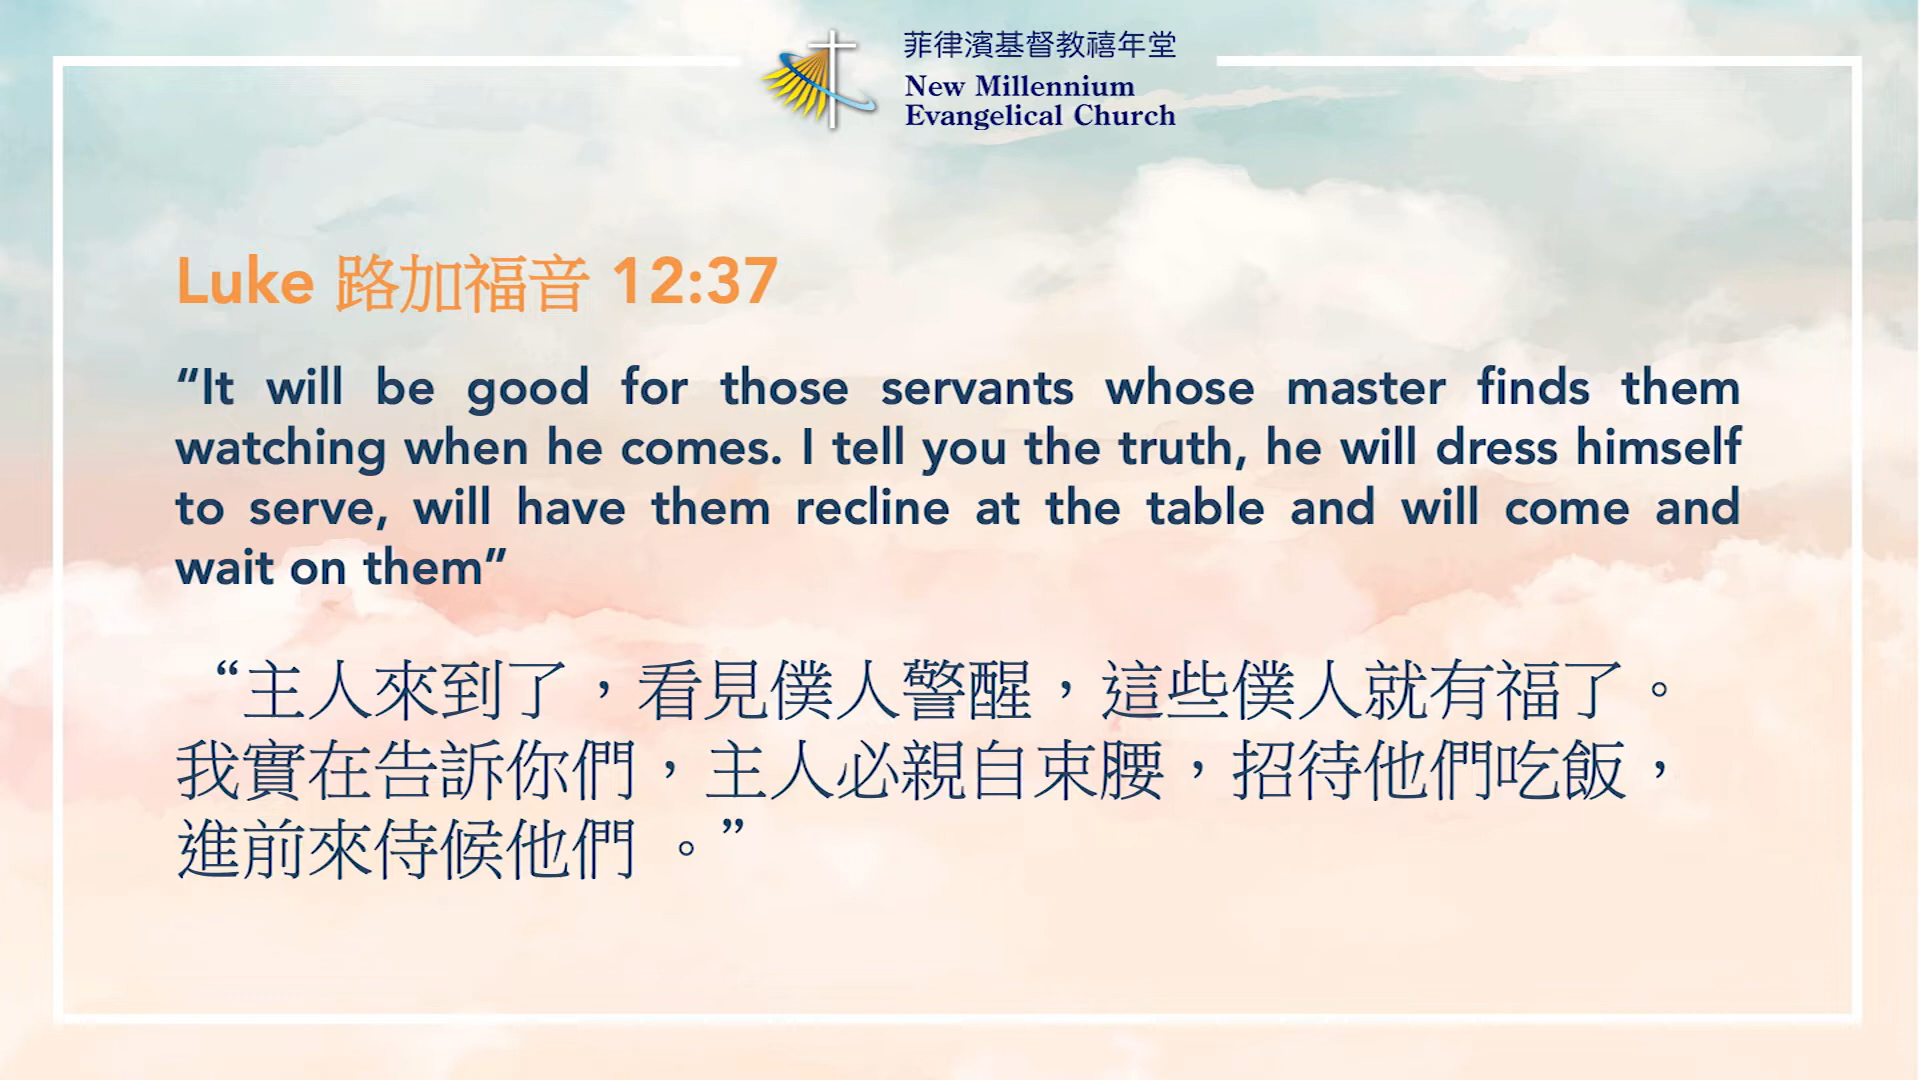 菲律濱基督教禧年堂
New Millennium
Evangelical Church
Luke 路加福音 12:37
“It will be good for those servants whose master finds them
watching when he comes. I tell you the truth, he will dress himself
to serve, will have them recline at the table and will come and
wait on them”
“主人來到了，看見僕人警醒，這些僕人就有福了。
我實在告訴你們，主人必親自束腰，招待他們吃飯，
進前來侍候他們 。”